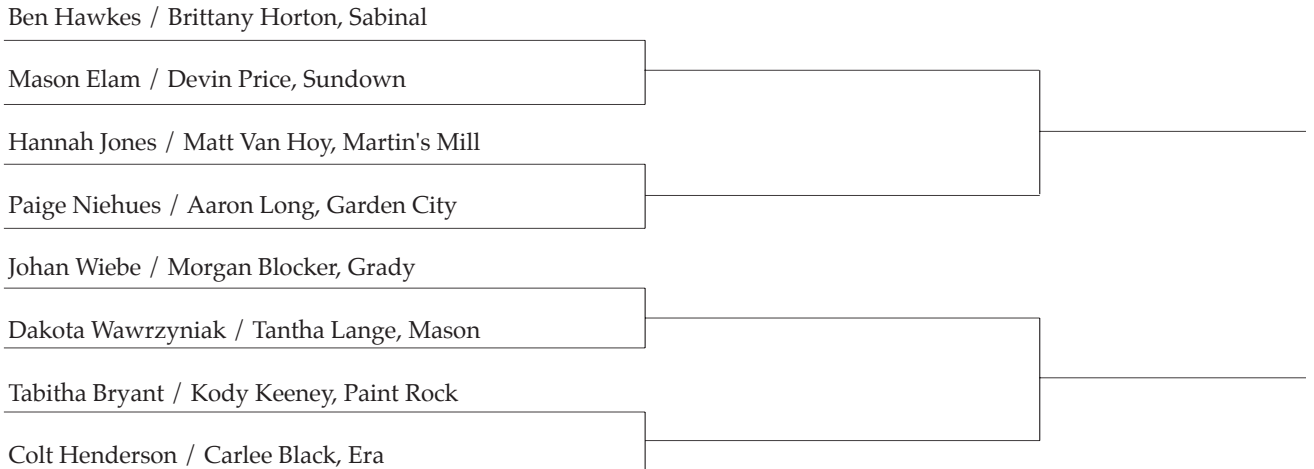 Ben Hawkes / Brittany Horton, Sabinal
Mason Elam / Devin Price, Sundown
Hannah Jones / Matt Van Hoy, Martin's Mill
Paige Niehues / Aaron Long, Garden City
Johan Wiebe / Morgan Blocker, Grady
Dakota Wawrzyniak / Tantha Lange, Mason
Tabitha Bryant / Kody Keeney, Paint Rock
Colt Henderson / Carlee Black, Era